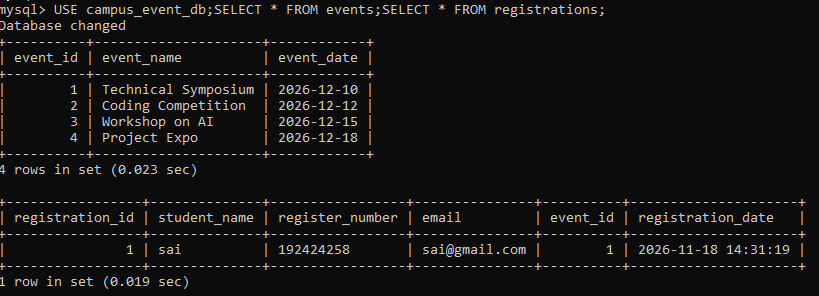 mysql> USE campus_event_db;SELECT * FROM events;SELECT * FROM registrations;
Database changed
+----------+---------------------+------------+
| event_id | event_name          | event_date |
+----------+---------------------+------------+
|        1 | Technical Symposium | 2026-12-10 |
|        2 | Coding Competition  | 2026-12-12 |
|        3 | Workshop on AI      | 2026-12-15 |
|        4 | Project Expo        | 2026-12-18 |
+----------+---------------------+------------+
4 rows in set (0.023 sec)

+-----------------+--------------+-----------------+---------------+----------+---------------------+
| registration_id | student_name | register_number | email         | event_id | registration_date   |
+-----------------+--------------+-----------------+---------------+----------+---------------------+
|               1 | sai          | 192424258       | sai@gmail.com |        1 | 2026-11-18 14:31:19 |
+-----------------+--------------+-----------------+---------------+----------+---------------------+
1 row in set (0.019 sec)